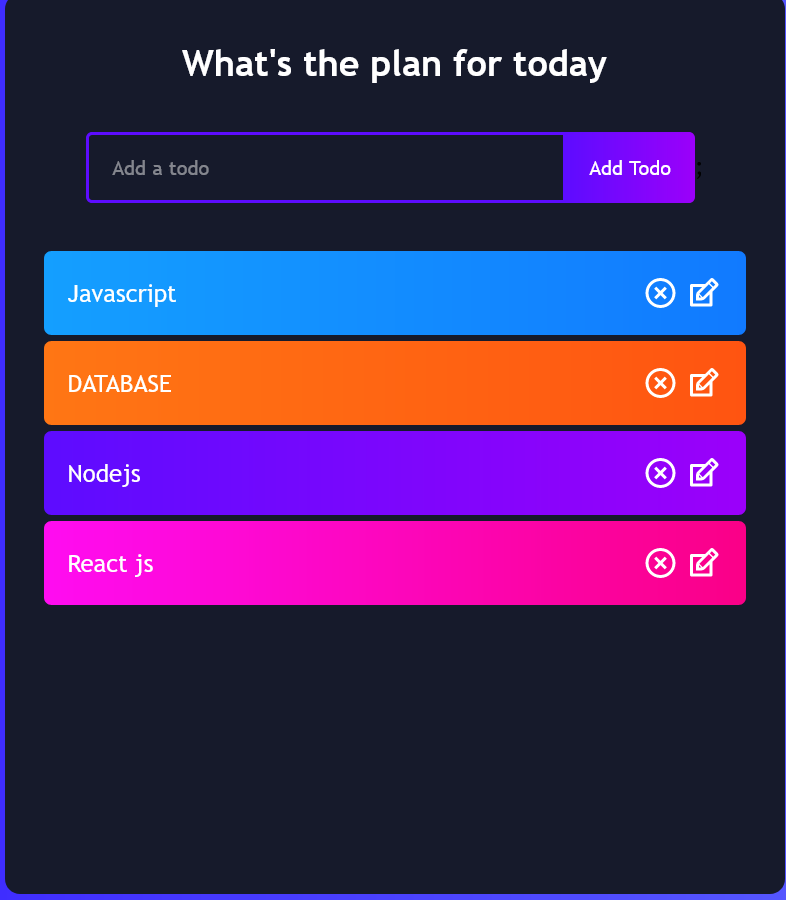 What's the plan for today
Add a todo
Add Todo ;
Javascript
DATABASE
Nodejs
React js